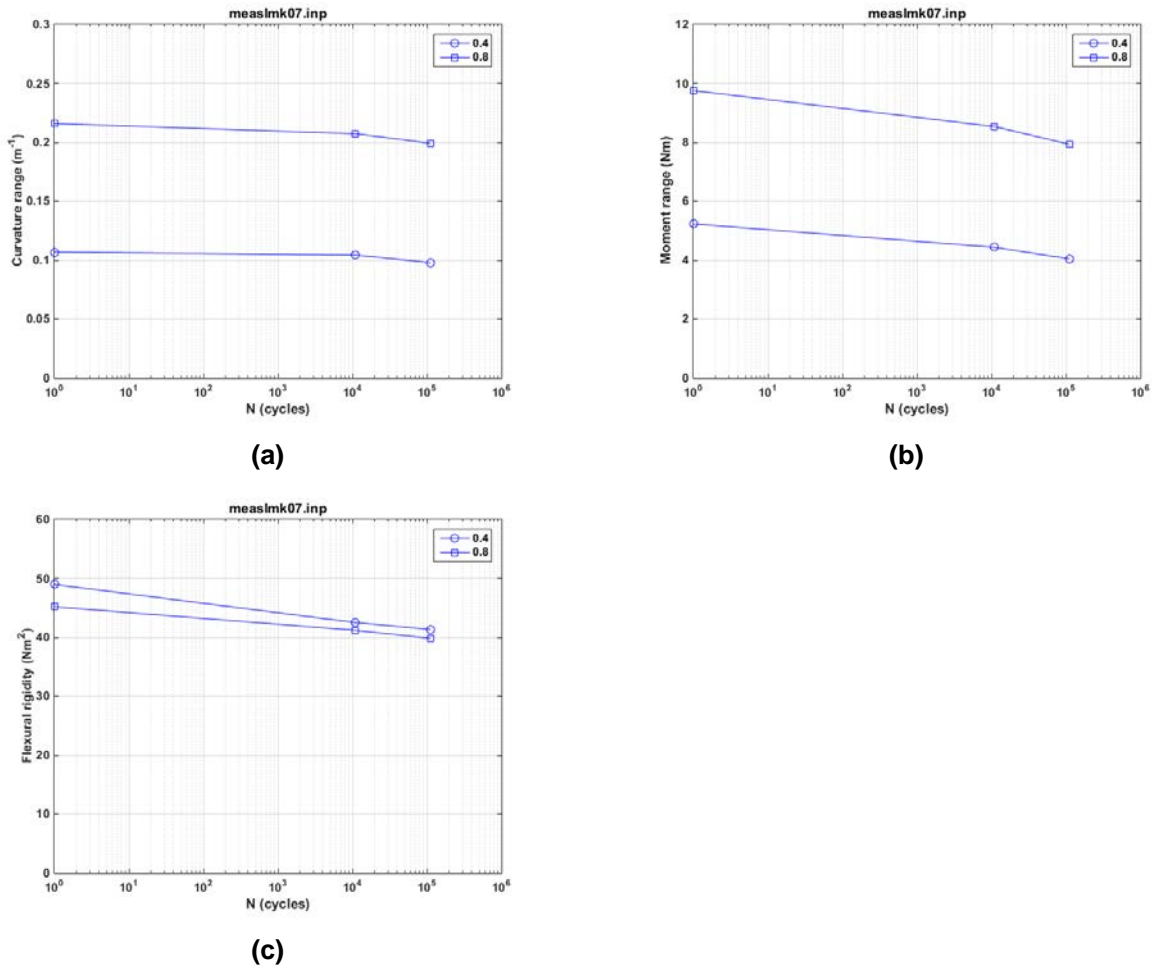 measlmk07.inp
0.3
0.25
0.2
0.15
0.1
0.05
0
Curvature range (m⁻¹)
0.4
0.8
10⁰ 10¹ 10² 10³ 10⁴ 10⁵ 10⁶
N (cycles)
(a)
measlmk07.inp
12
10
8
6
4
2
0
Moment range (Nm)
0.4
0.8
10⁰ 10¹ 10² 10³ 10⁴ 10⁵ 10⁶
N (cycles)
(b)
measlmk07.inp
60
50
40
30
20
10
0
Flexural rigidity (Nm²)
0.4
0.8
10⁰ 10¹ 10² 10³ 10⁴ 10⁵ 10⁶
N (cycles)
(c)